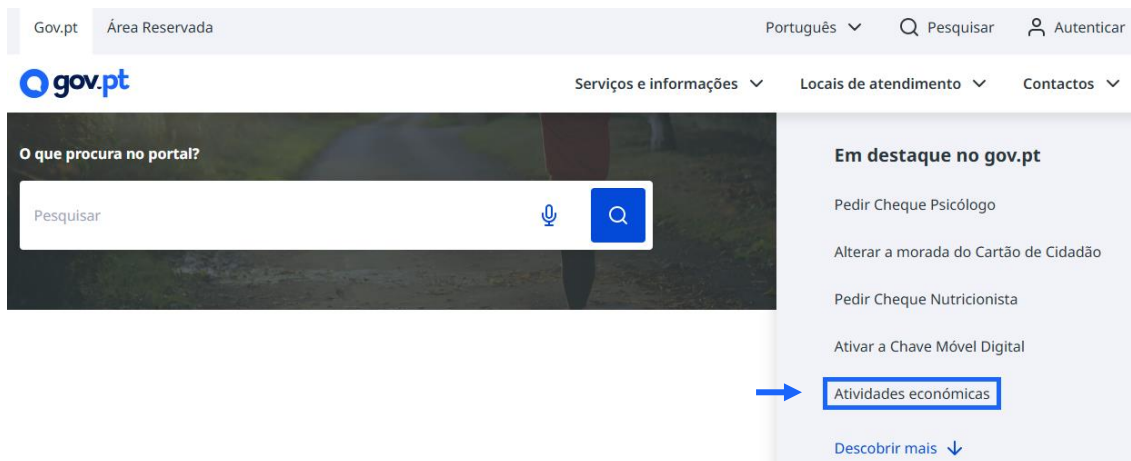 Gov.pt Área Reservada Português Pesquisar Autenticar
gov.pt Serviços e informações Locais de atendimento Contactos
O que procura no portal?
Pesquisar
Em destaque no gov.pt
Pedir Cheque Psicólogo
Alterar a morada do Cartão de Cidadão
Pedir Cheque Nutricionista
Ativar a Chave Móvel Digital
Atividades económicas
Descobrir mais